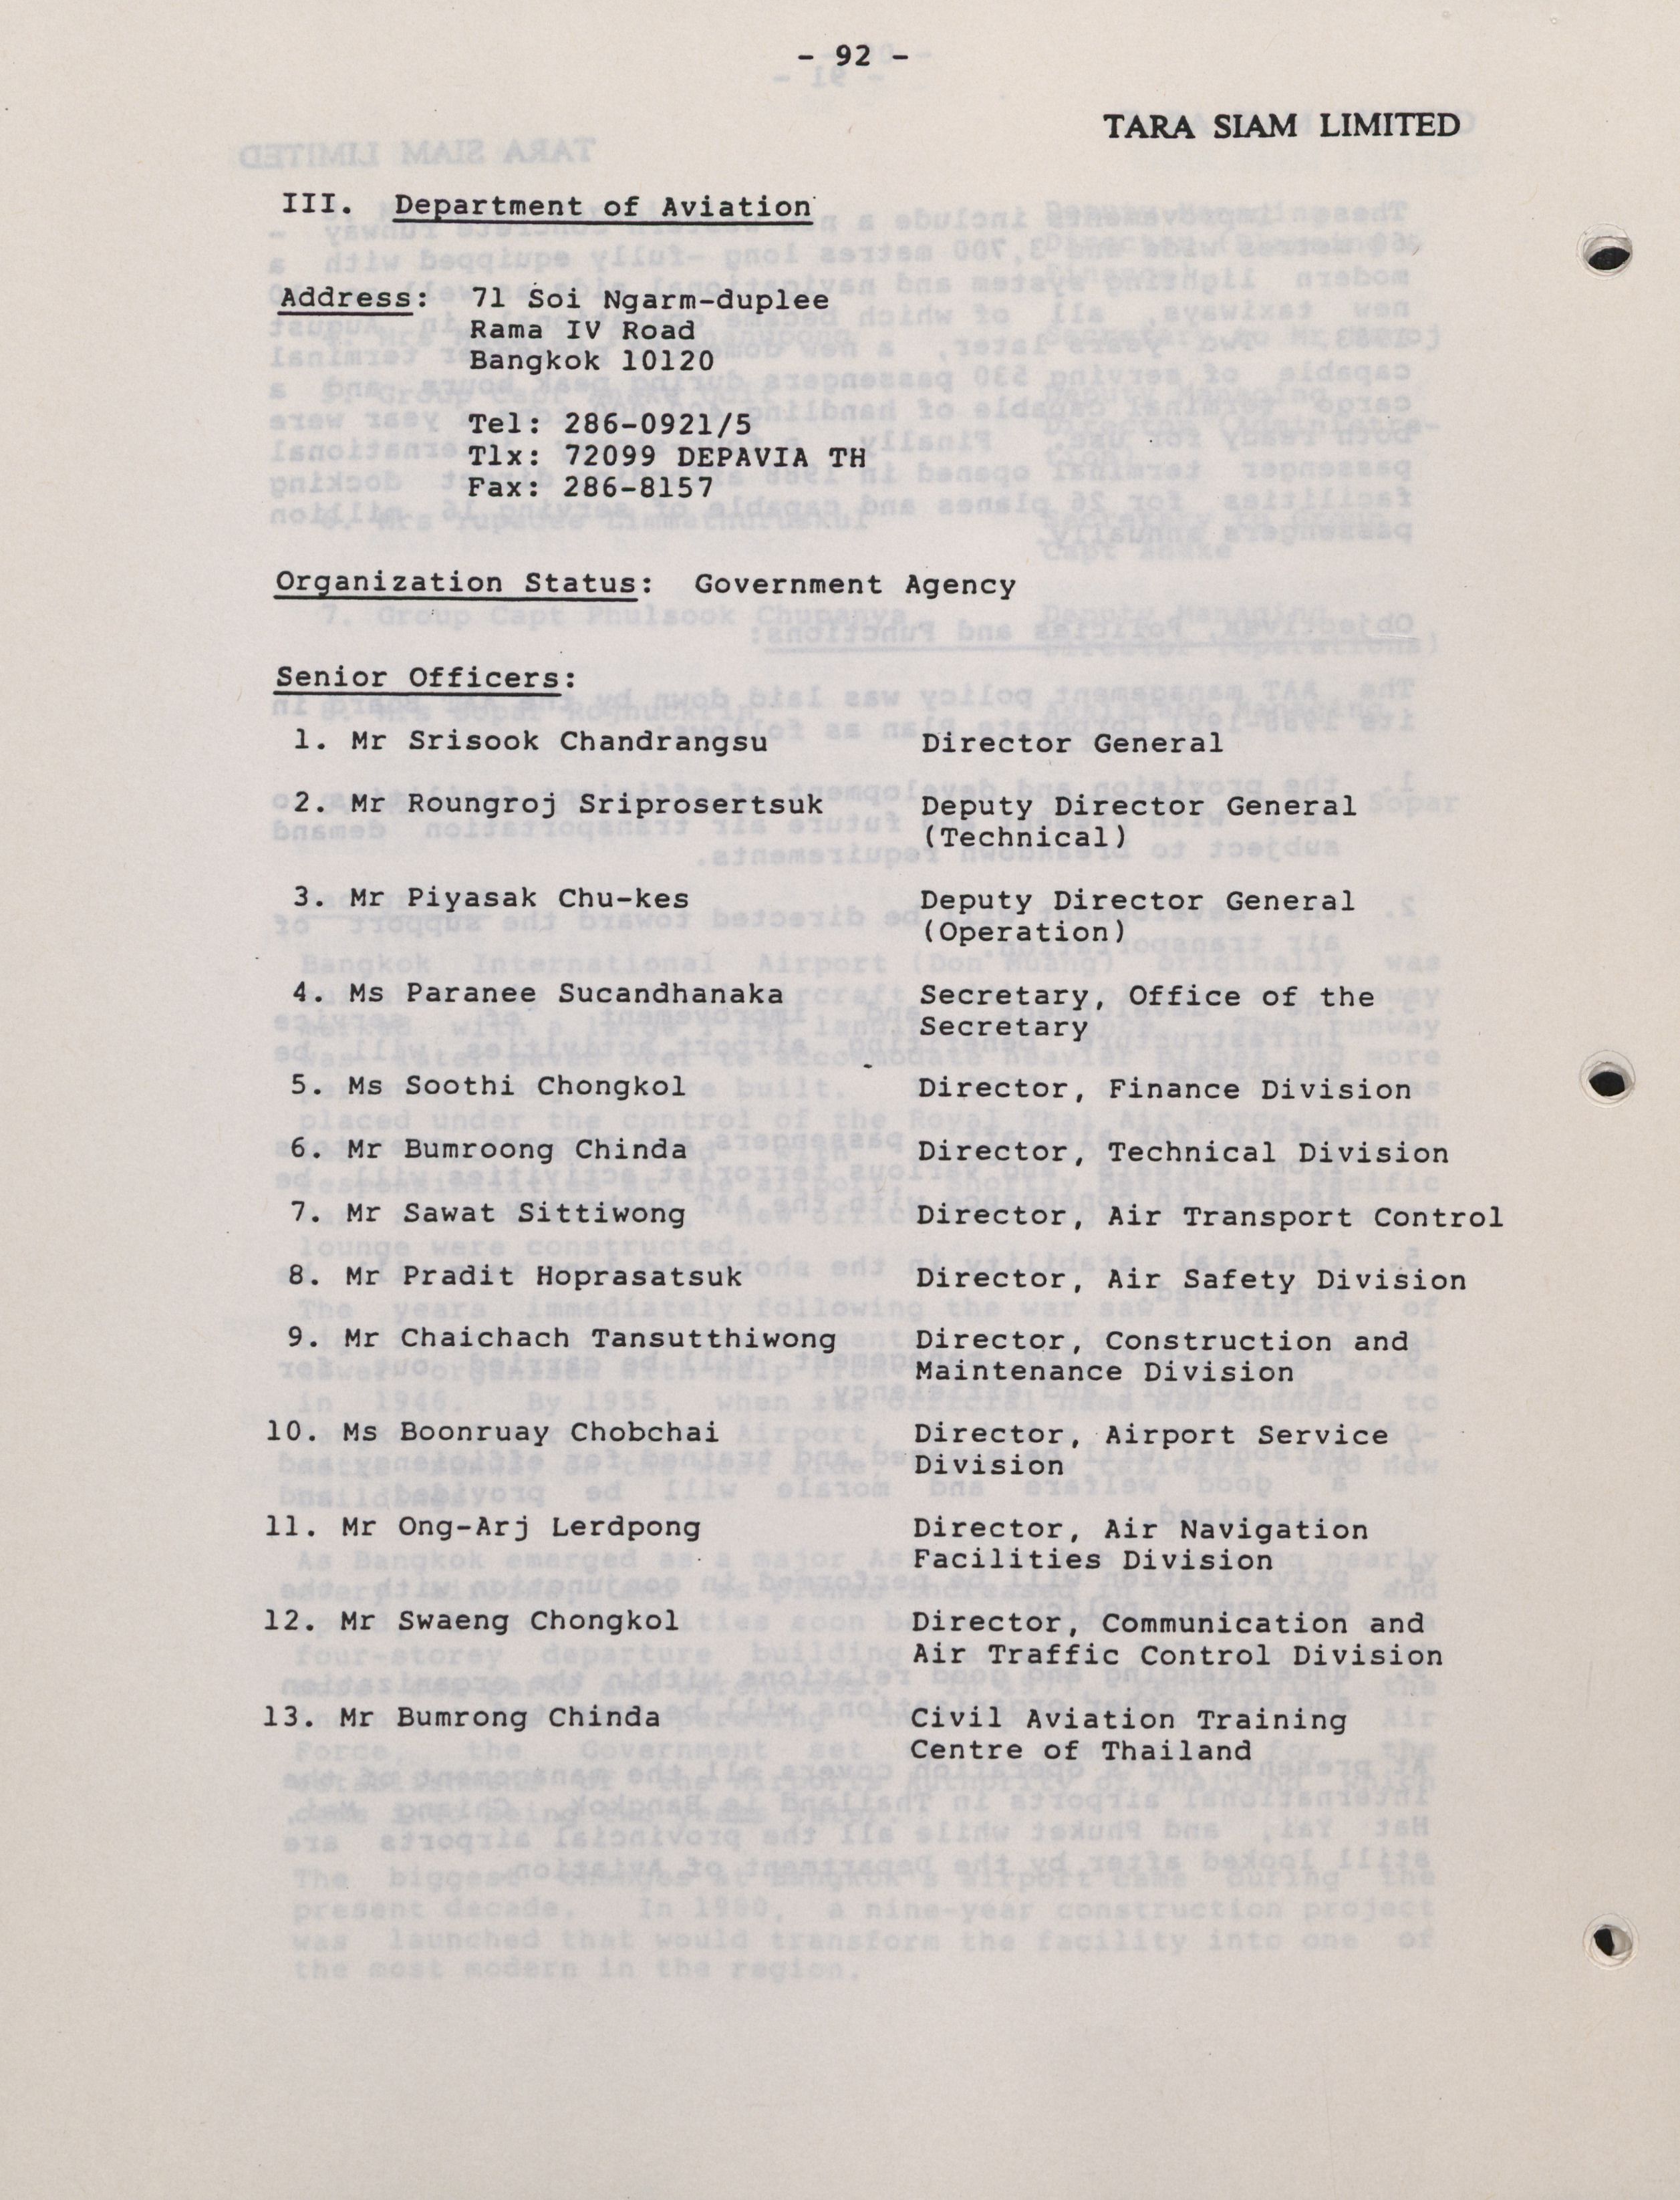 - 92 -
TARA SIAM LIMITED
III. Department of Aviation
Address: 71 Soi Ngarm-duplee
Rama IV Road
Bangkok 10120
Tel: 286-0921/5
Tlx: 72099 DEPAVIA TH
Fax: 286-8157
Organization Status: Government Agency
Senior Officers:
1. Mr Srisook Chandrangsu Director General
2. Mr Roungroj Sriprosertsuk Deputy Director General
(Technical)
3. Mr Piyasak Chu-kes Deputy Director General
(Operation)
4. Ms Paranee Sucandhanaka Secretary, Office of the
Secretary
5. Ms Soothi Chongkol Director, Finance Division
6. Mr Bumroong Chinda Director, Technical Division
7. Mr Sawat Sittiwong Director, Air Transport Control
8. Mr Pradit Hoprasatsuk Director, Air Safety Division
9. Mr Chaichach Tansutthiwong Director, Construction and
Maintenance Division
10. Ms Boonruay Chobchai Director, Airport Service
Division
11. Mr Ong-Arj Lerdpong Director, Air Navigation
Facilities Division
12. Mr Swaeng Chongkol Director, Communication and
Air Traffic Control Division
13. Mr Bumrong Chinda Civil Aviation Training
Centre of Thailand